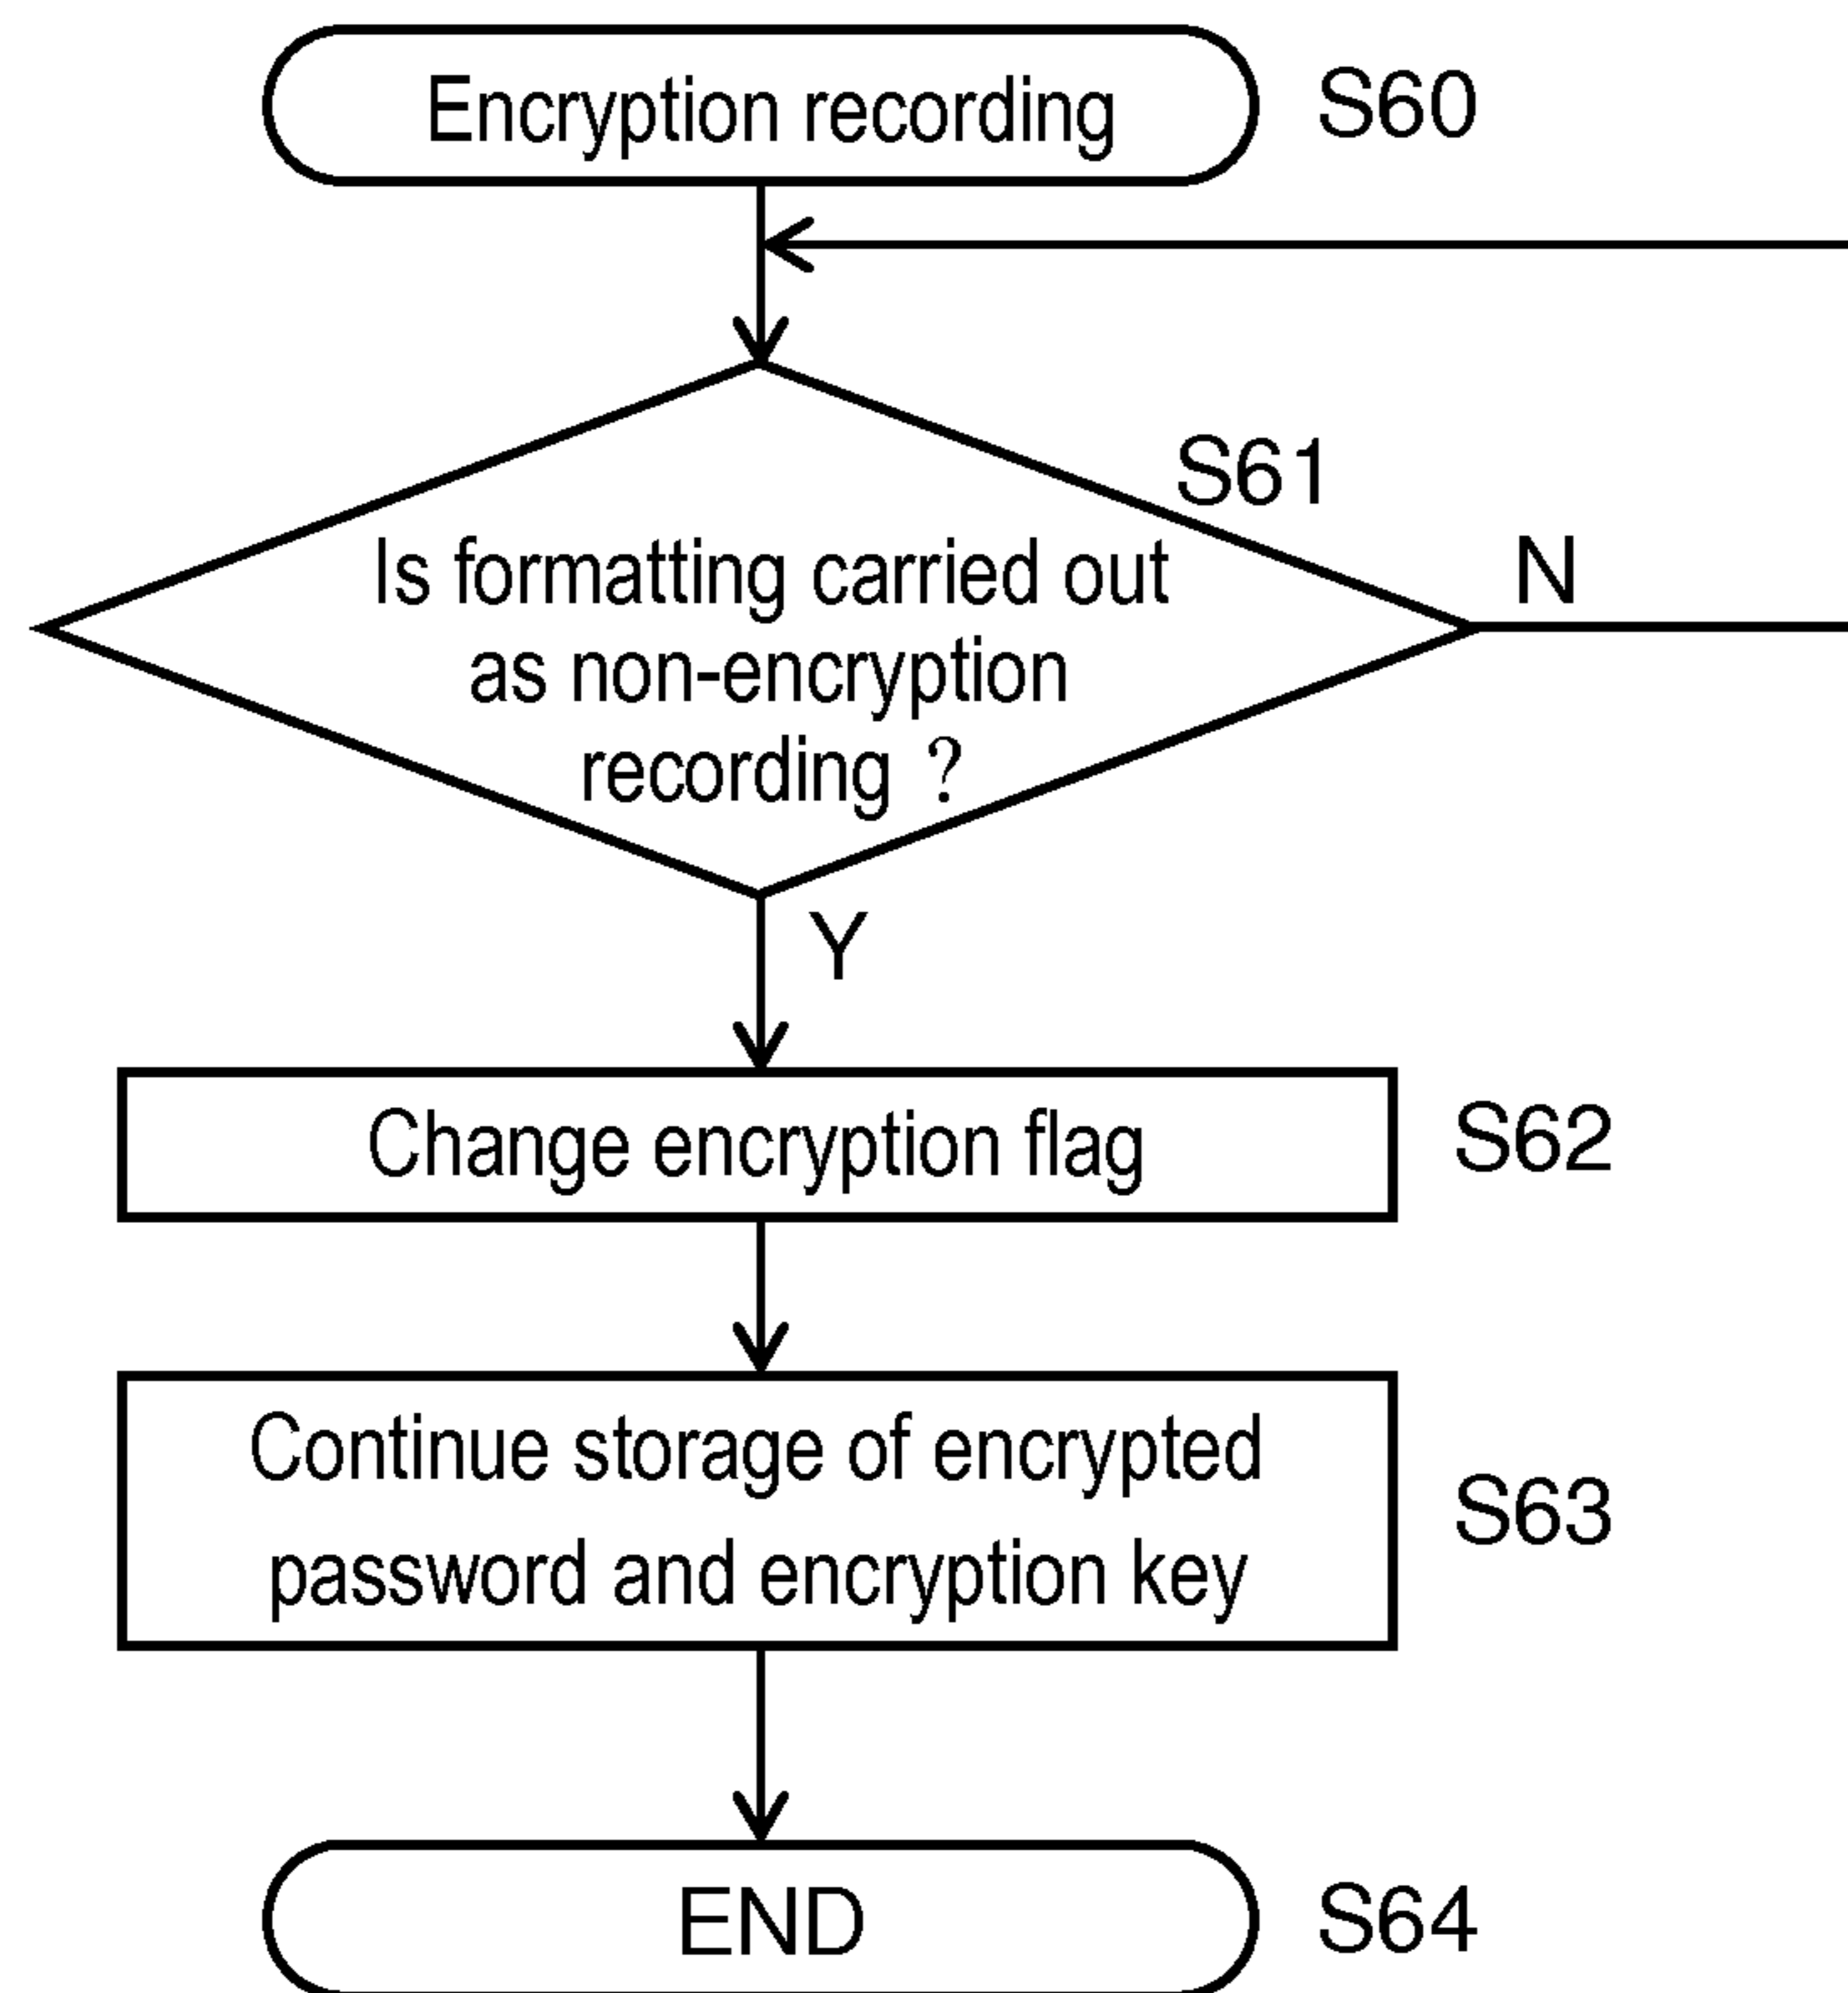 Encryption recording
S60
S61
Is formatting carried out
N
as non-encryption
recording ?
Y
Change encryption flag
S62
Continue storage of encrypted
password and encryption key
S63
END
S64